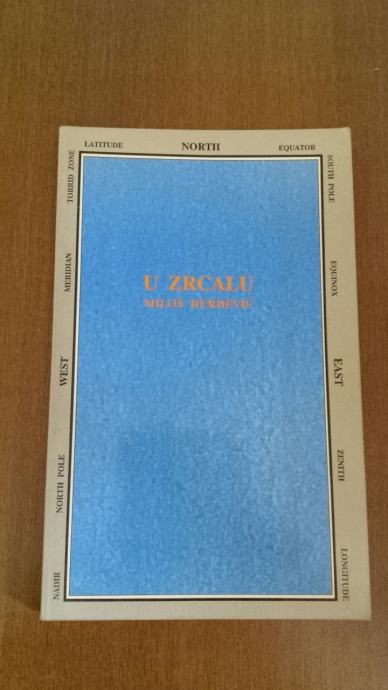 LATITUDE NORTH EQUATOR
TORRID ZONE
SOUTH POLE
MERIDIAN
EQUINOX
U ZRCALU
MILOŠ ĐURĐEVIĆ
WEST
EAST
NORTH POLE
ZENITH
NADIR
LONGITUDE